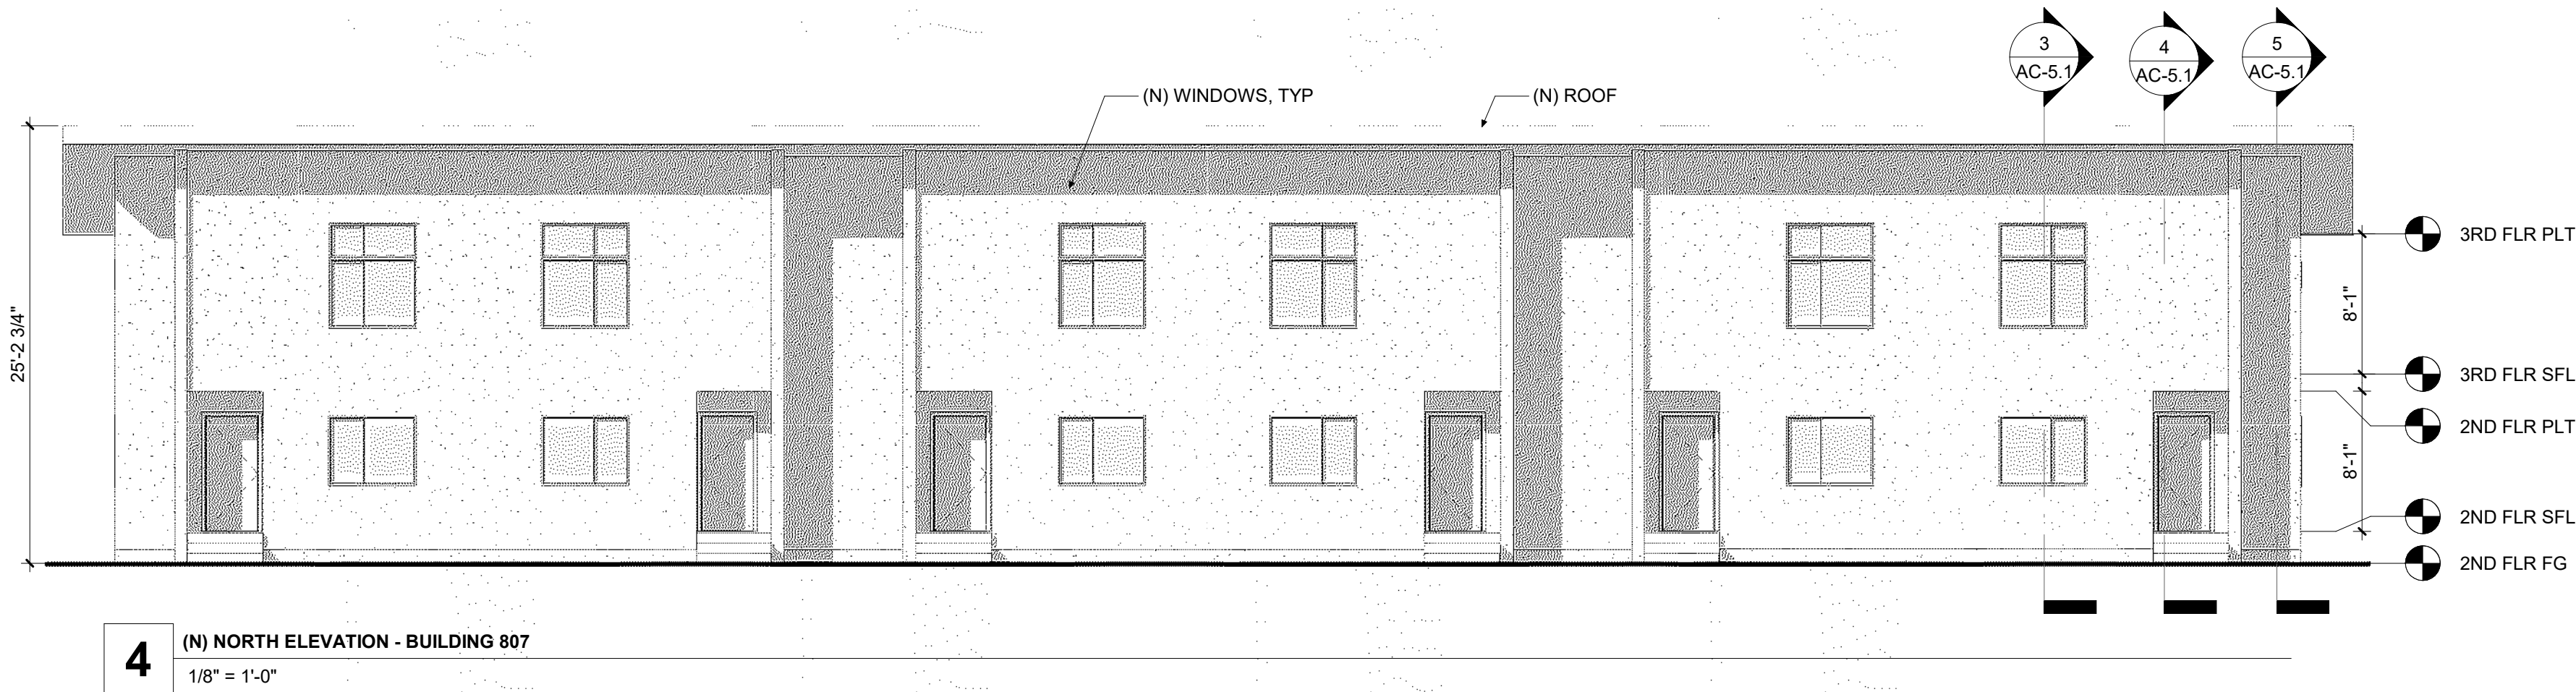 3
AC-5.1
4
AC-5.1
5
AC-5.1
(N) WINDOWS, TYP
(N) ROOF
25'-2 3/4"
3RD FLR PLT
8'-1"
3RD FLR SFL
2ND FLR PLT
8'-1"
2ND FLR SFL
2ND FLR FG
4
(N) NORTH ELEVATION - BUILDING 807
1/8" = 1'-0"